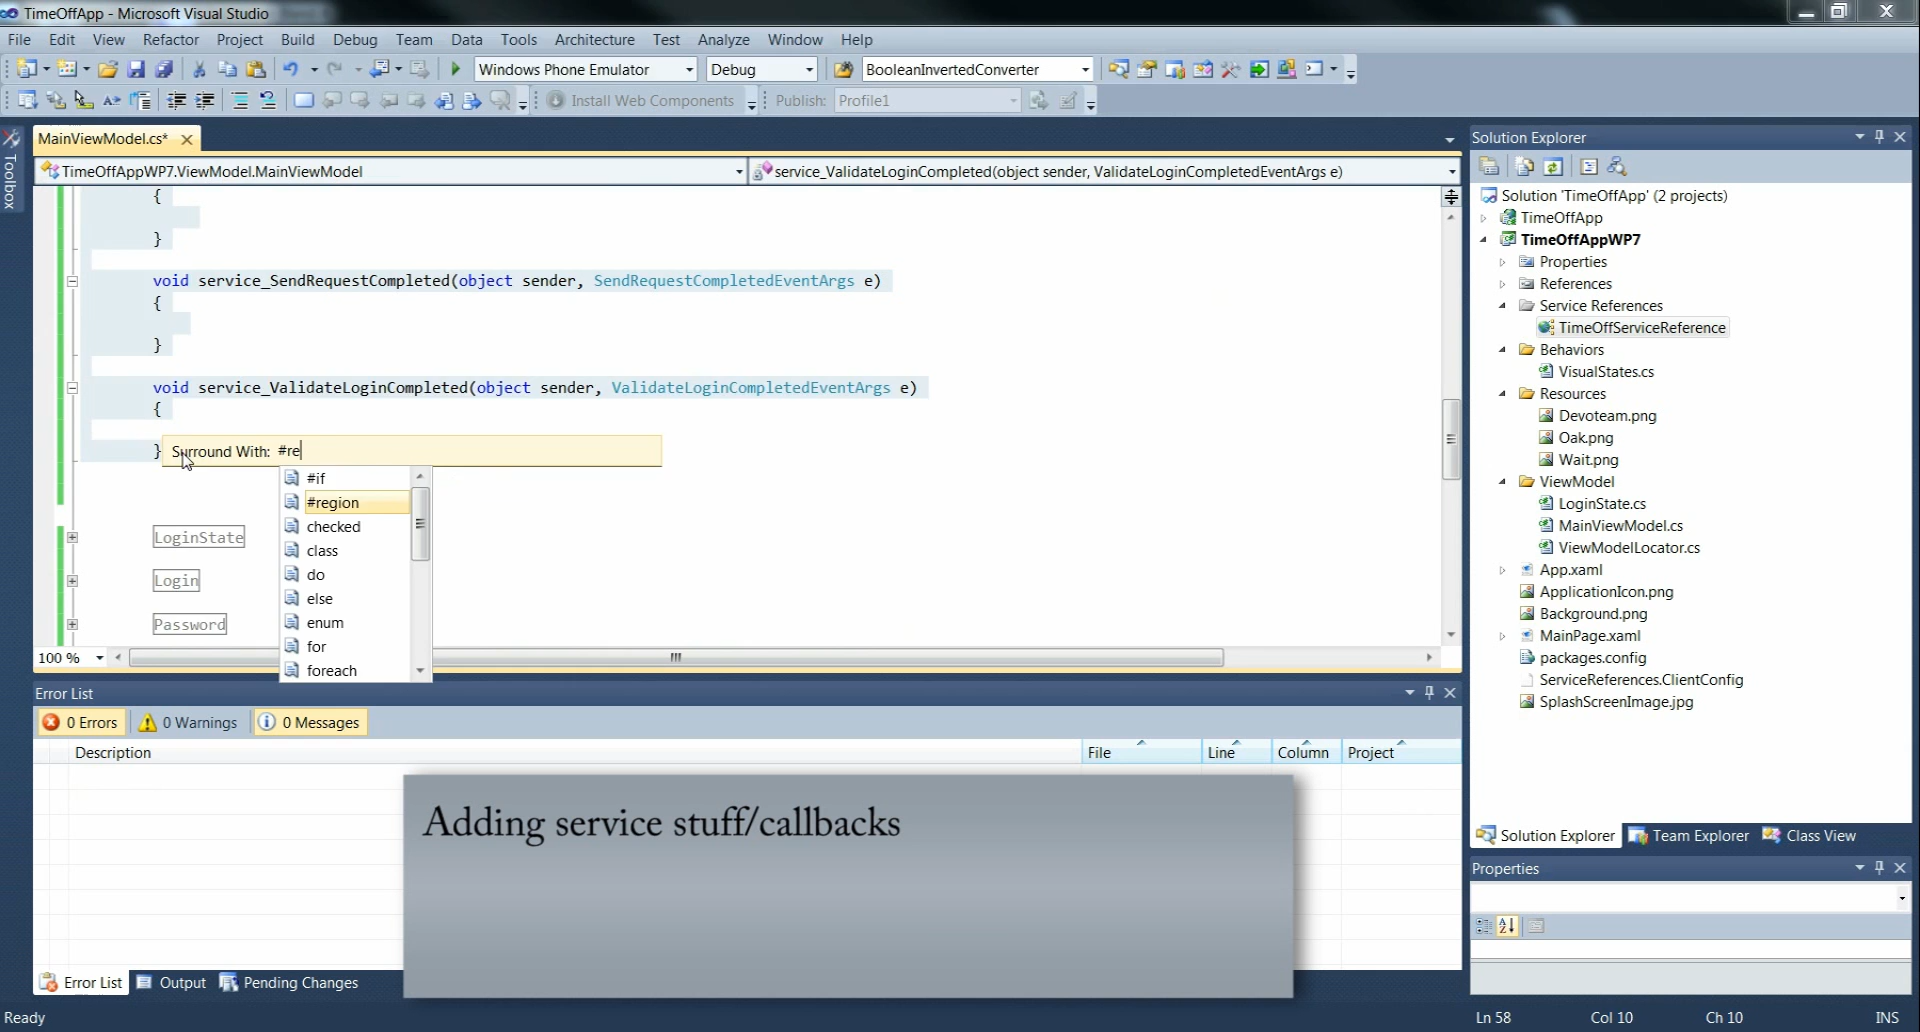 TimeOffApp - Microsoft Visual Studio
File Edit View Refactor Project Build Debug Team Data Tools Architecture Test Analyze Window Help
Windows Phone Emulator Debug BooleanInvertedConverter
Install Web Components Publish: Profile1
Toolbox
MainViewModel.cs*
TimeOffAppWP7.ViewModel.MainViewModel service_ValidateLoginCompleted(object sender, ValidateLoginCompletedEventArgs e)
{
}
void service_SendRequestCompleted(object sender, SendRequestCompletedEventArgs e)
{
}
void service_ValidateLoginCompleted(object sender, ValidateLoginCompletedEventArgs e)
{
} Surround With: #re
#if
#region
checked
class
do
else
enum
for
foreach
LoginState
Login
Password
100 %
Error List
0 Errors 0 Warnings 0 Messages
Description File Line Column Project
Adding service stuff/callbacks
Error List Output Pending Changes
Solution Explorer
Solution 'TimeOffApp' (2 projects)
TimeOffApp
TimeOffAppWP7
Properties
References
Service References
TimeOffServiceReference
Behaviors
VisualStates.cs
Resources
Devoteam.png
Oak.png
Wait.png
ViewModel
LoginState.cs
MainViewModel.cs
ViewModelLocator.cs
App.xaml
ApplicationIcon.png
Background.png
MainPage.xaml
packages.config
ServiceReferences.ClientConfig
SplashScreenImage.jpg
Solution Explorer Team Explorer Class View
Properties
Ready Ln 58 Col 10 Ch 10 INS